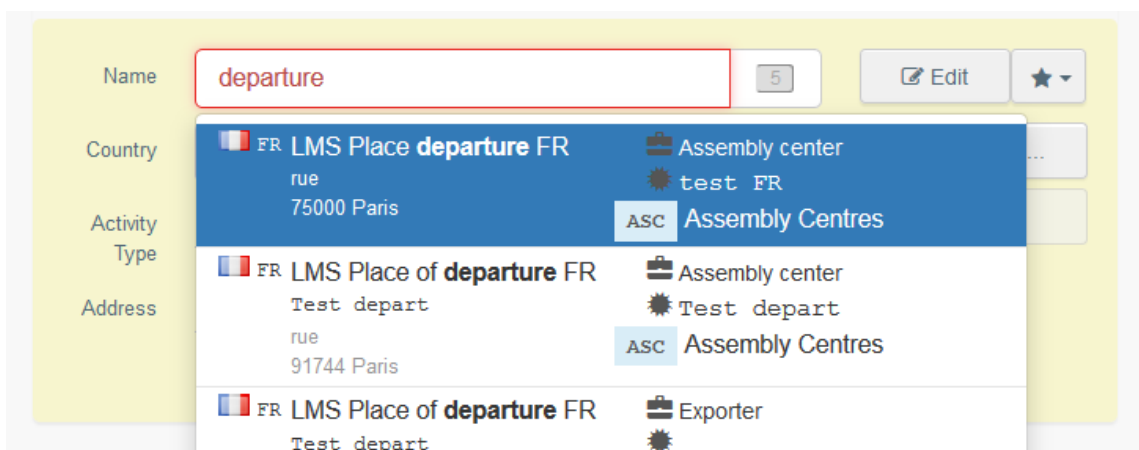 Name departure 5 Edit
Country ...
Activity
Type
Address
FR LMS Place departure FR Assembly center
rue test FR
75000 Paris ASC Assembly Centres
FR LMS Place of departure FR Assembly center
Test depart Test depart
rue ASC Assembly Centres
91744 Paris
FR LMS Place of departure FR Exporter
Test depart